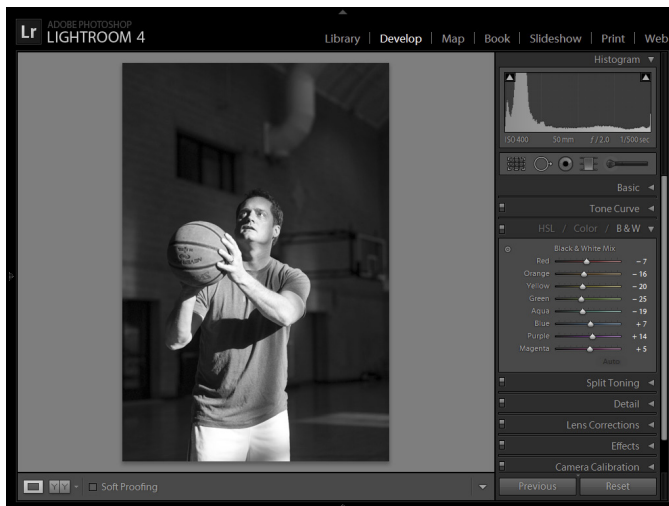 Lr ADOBE PHOTOSHOP
LIGHTROOM 4
Library | Develop | Map | Book | Slideshow | Print | Web
Histogram
ISO 400 50 mm f / 2.0 1/500 sec
Basic
Tone Curve
HSL / Color / B & W
Black & White Mix
Red - 7
Orange - 16
Yellow - 20
Green - 25
Aqua - 19
Blue + 7
Purple + 14
Magenta + 5
Auto
Split Toning
Detail
Lens Corrections
Effects
Camera Calibration
Y Y Soft Proofing
Previous Reset